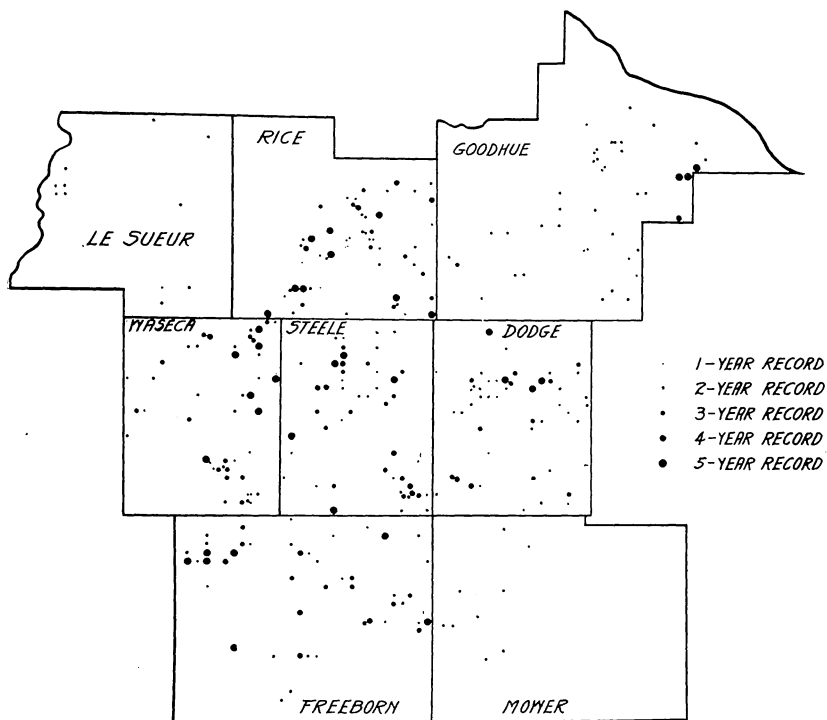 RICE
GOODHUE
LE SUEUR
WASECA
STEELE
DODGE
1-YEAR RECORD
2-YEAR RECORD
3-YEAR RECORD
4-YEAR RECORD
5-YEAR RECORD
FREEBORN
MOWER